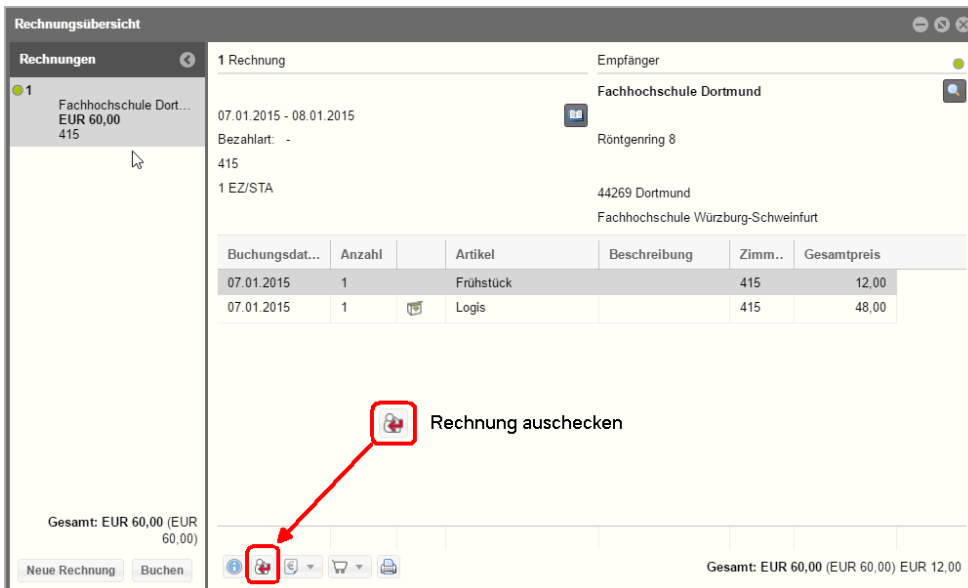 Rechnungsübersicht
Rechnungen
1
Fachhochschule Dort...
EUR 60,00
415
1 Rechnung
Empfänger
Fachhochschule Dortmund
07.01.2015 - 08.01.2015
Bezahlart: -
Röntgenring 8
415
1 EZ/STA
44269 Dortmund
Fachhochschule Würzburg-Schweinfurt
Buchungsdat... Anzahl Artikel Beschreibung Zimm.. Gesamtpreis
07.01.2015 1 Frühstück 415 12,00
07.01.2015 1 Logis 415 48,00
Rechnung auschecken
Gesamt: EUR 60,00 (EUR
60,00)
Neue Rechnung Buchen
Gesamt: EUR 60,00 (EUR 60,00) EUR 12,00